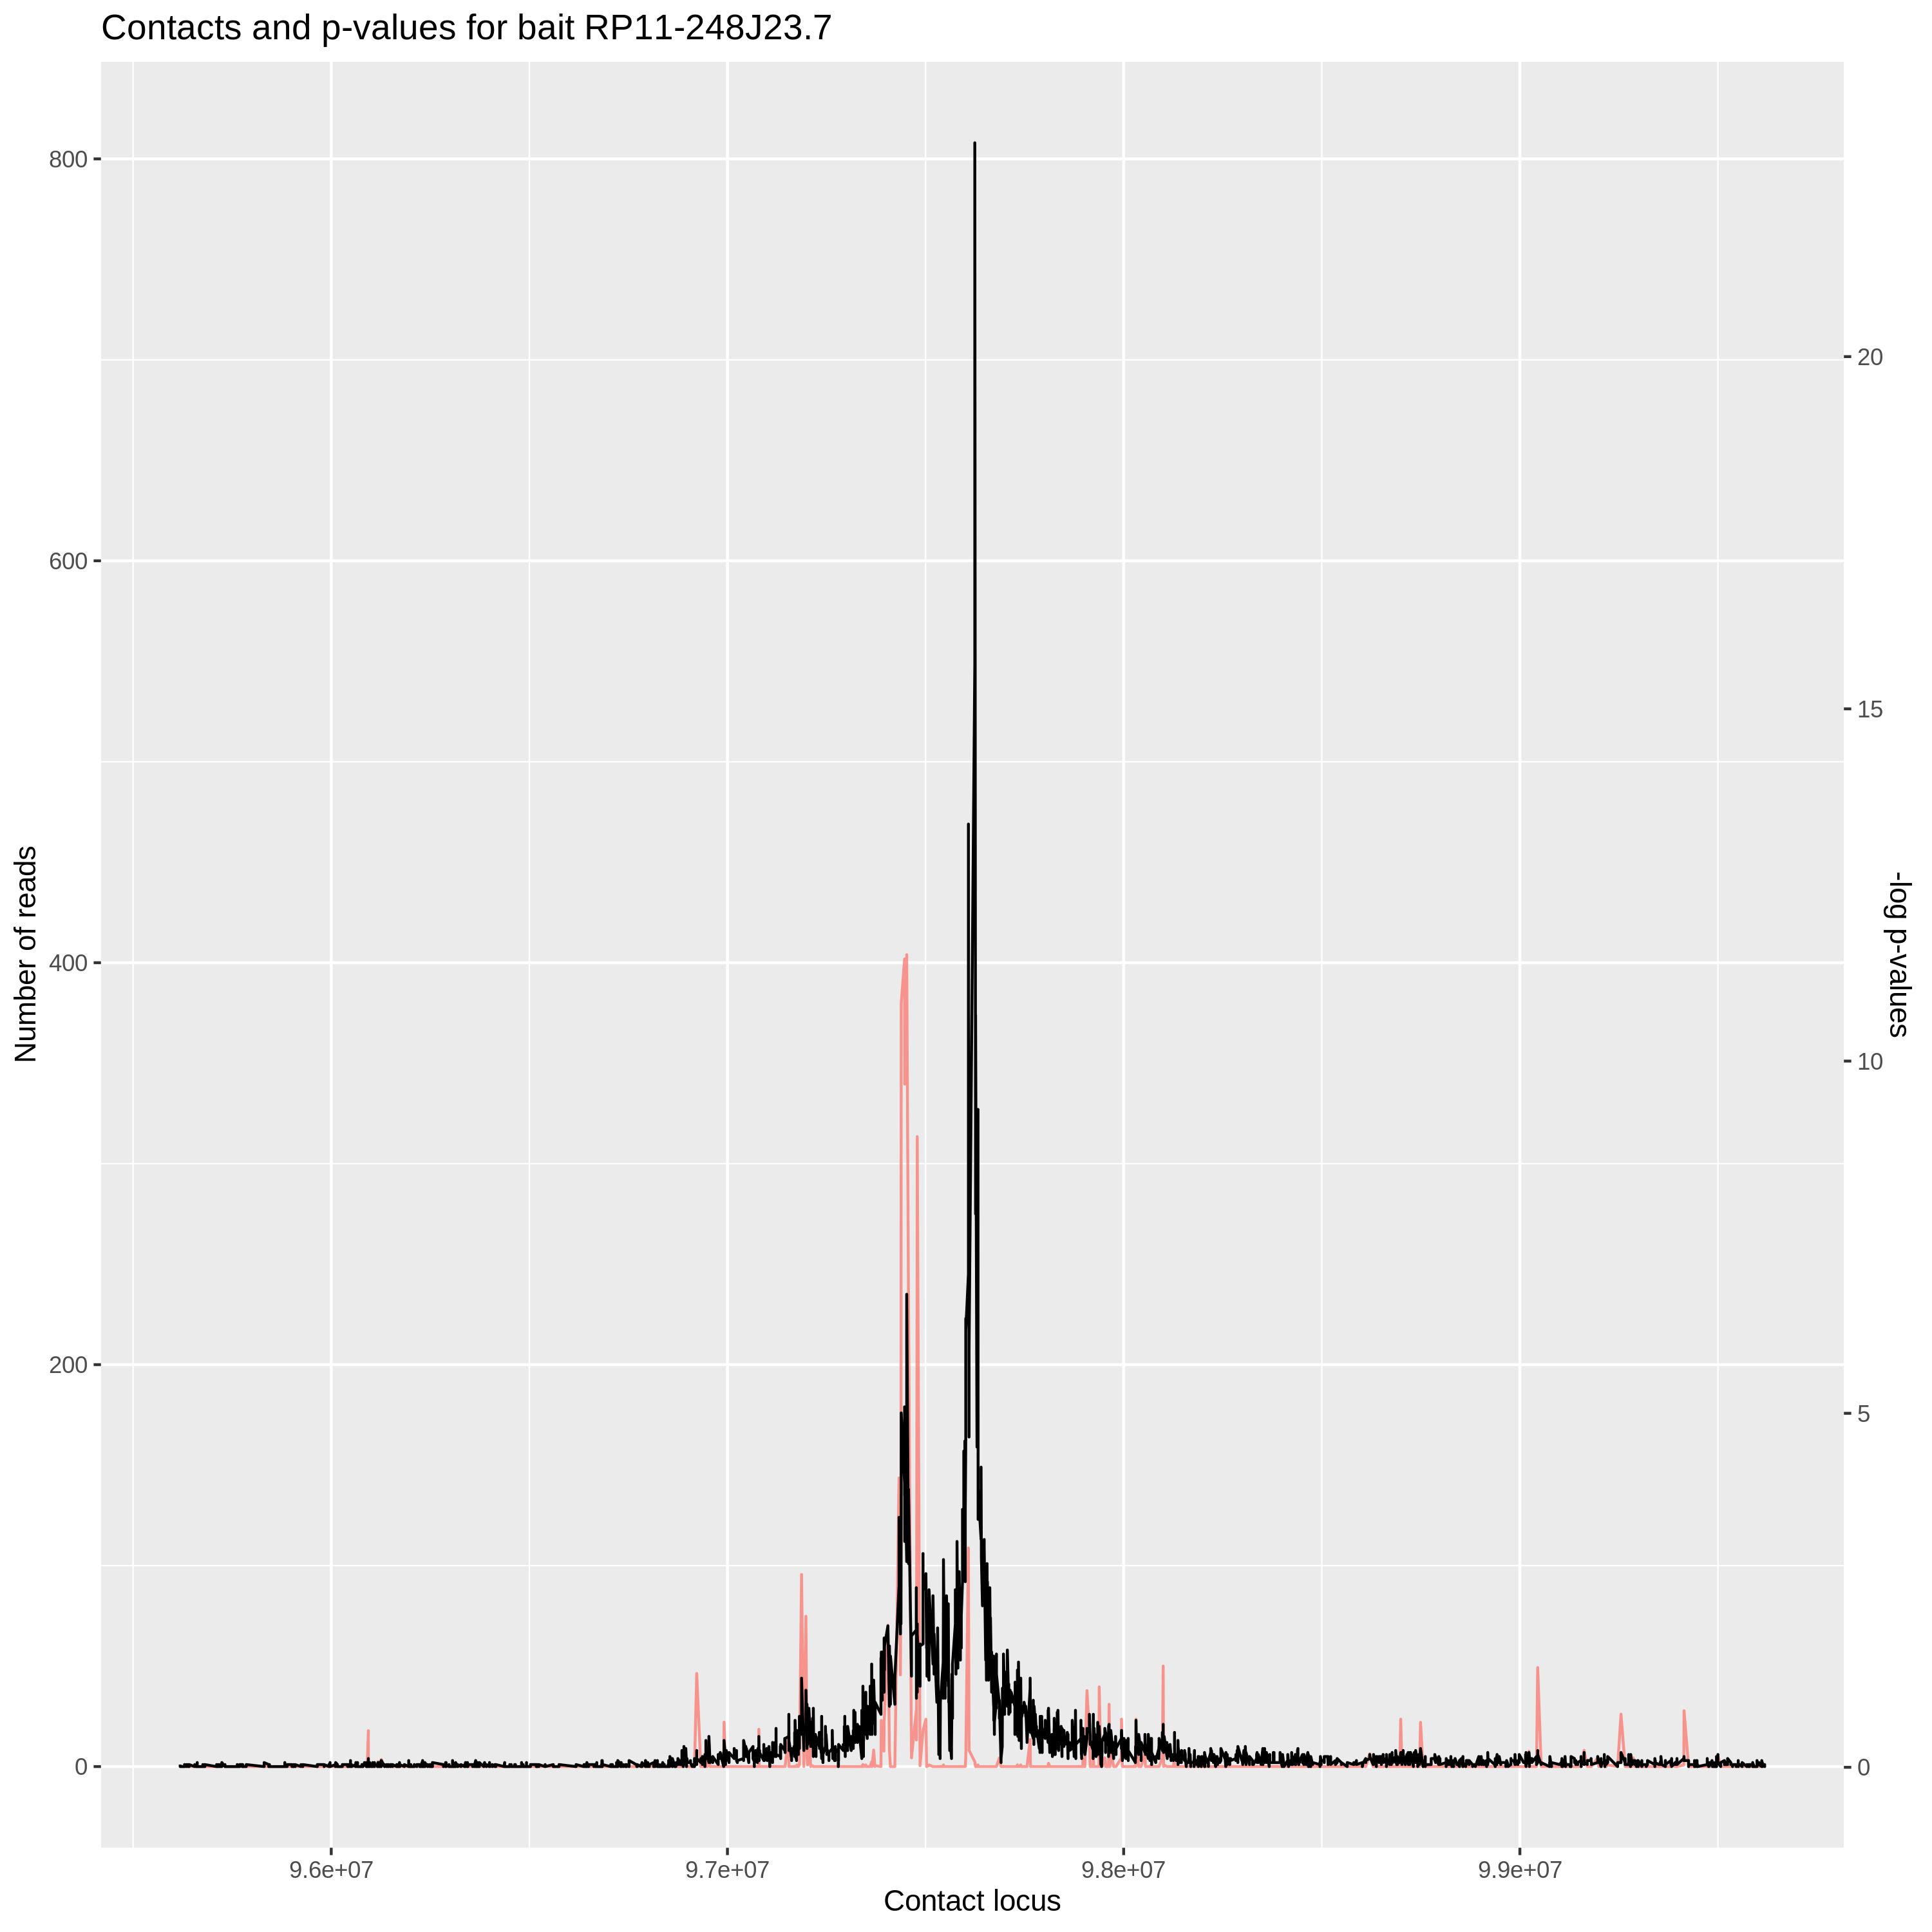 Contacts and p-values for bait RP11-248J23.7
800
600
400
200
0
Number of reads
20
15
10
5
0
-log p-values
9.6e+07
9.7e+07
9.8e+07
9.9e+07
Contact locus